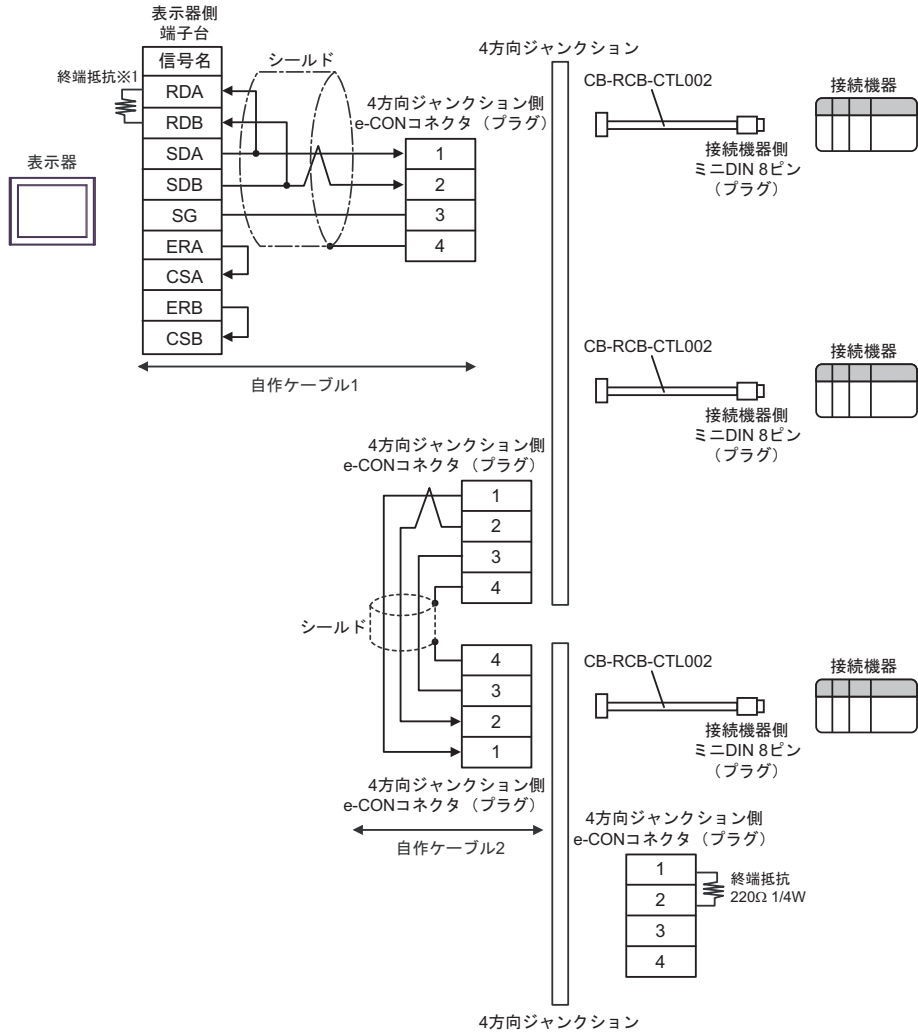 表示器側
端子台
信号名
RDA
RDB
SDA
SDB
SG
ERA
CSA
ERB
CSB
終端抵抗※1
表示器
シールド
4方向ジャンクション側
e-CONコネクタ（プラグ）
1
2
3
4
自作ケーブル1
4方向ジャンクション
CB-RCB-CTL002
接続機器側
ミニDIN 8ピン
（プラグ）
接続機器
CB-RCB-CTL002
接続機器側
ミニDIN 8ピン
（プラグ）
接続機器
4方向ジャンクション側
e-CONコネクタ（プラグ）
1
2
3
4
シールド
4
3
2
1
4方向ジャンクション側
e-CONコネクタ（プラグ）
自作ケーブル2
CB-RCB-CTL002
接続機器側
ミニDIN 8ピン
（プラグ）
接続機器
4方向ジャンクション側
e-CONコネクタ（プラグ）
1
2
3
4
終端抵抗
220Ω 1/4W
4方向ジャンクション